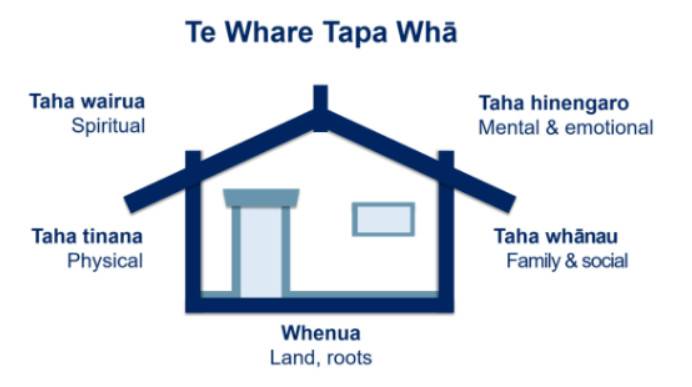 Te Whare Tapa Whā
Taha wairua
Spiritual
Taha hinengaro
Mental & emotional
Taha tinana
Physical
Taha whānau
Family & social
Whenua
Land, roots